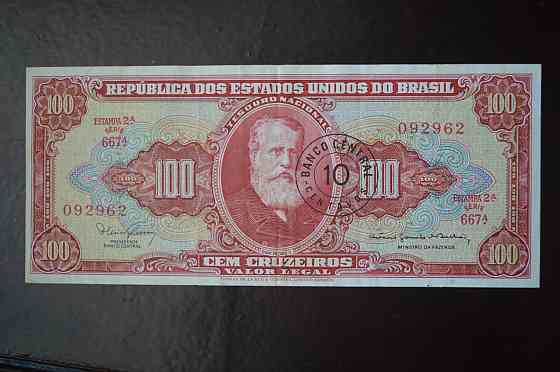 REPÚBLICA DOS ESTADOS UNIDOS DO BRASIL
100
100
TESOURO NACIONAL
ESTAMPA 2ª
SÉRIE
667ª
092962
100
100
BANCO CENTRAL
10
CENTAVOS
092962
ESTAMPA 2ª
SÉRIE
667ª
PRESIDENTE
BANCO CENTRAL
MINISTRO DA FAZENDA
100
100
CEM CRUZEIROS
VALOR LEGAL